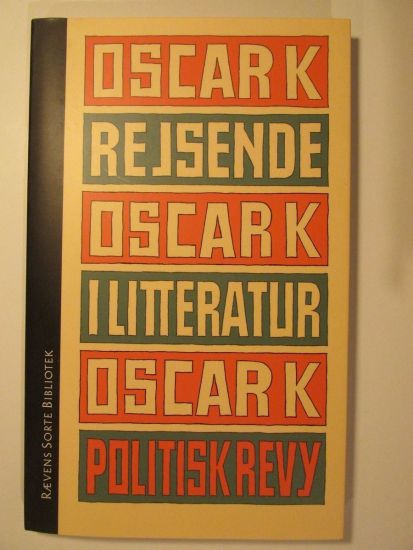 OSCAR K
REJSENDE
OSCAR K
I LITTERATUR
OSCAR K
POLITISK REVY
RÆVENS SORTE BIBLIOTEK